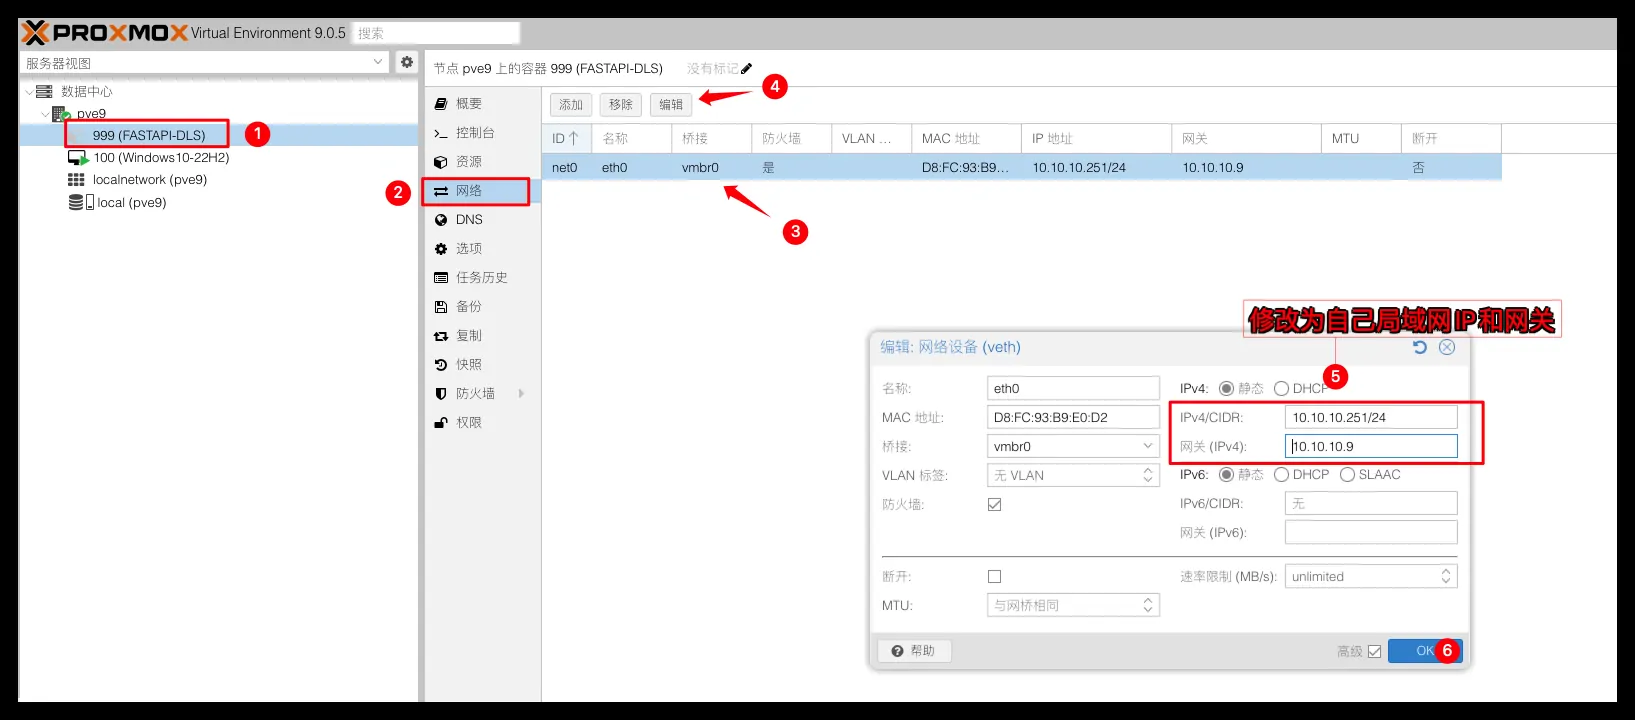 PROXMOX Virtual Environment 9.0.5 搜索
服务器视图
数据中心
pve9
999 (FASTAPI-DLS) 1
100 (Windows10-22H2)
localnetwork (pve9)
local (pve9)
节点 pve9 上的容器 999 (FASTAPI-DLS) 没有标记
概要
控制台
资源
2 网络
DNS
选项
任务历史
备份
复制
快照
防火墙
权限
添加 移除 编辑 4
ID 名称 桥接 防火墙 VLAN ... MAC 地址 IP 地址 网关 MTU 断开
net0 eth0 vmbr0 是 D8:FC:93:B9... 10.10.10.251/24 10.10.10.9 否
3
修改为自己局域网IP和网关
编辑: 网络设备 (veth)
5
名称: eth0 IPv4: 静态 DHCP
MAC 地址: D8:FC:93:B9:E0:D2 IPv4/CIDR: 10.10.10.251/24
桥接: vmbr0 网关 (IPv4): 10.10.10.9
VLAN 标签: 无 VLAN IPv6: 静态 DHCP SLAAC
防火墙: IPv6/CIDR: 无
网关 (IPv6):
断开: 速率限制 (MB/s): unlimited
MTU: 与网桥相同
帮助 高级 OK 6